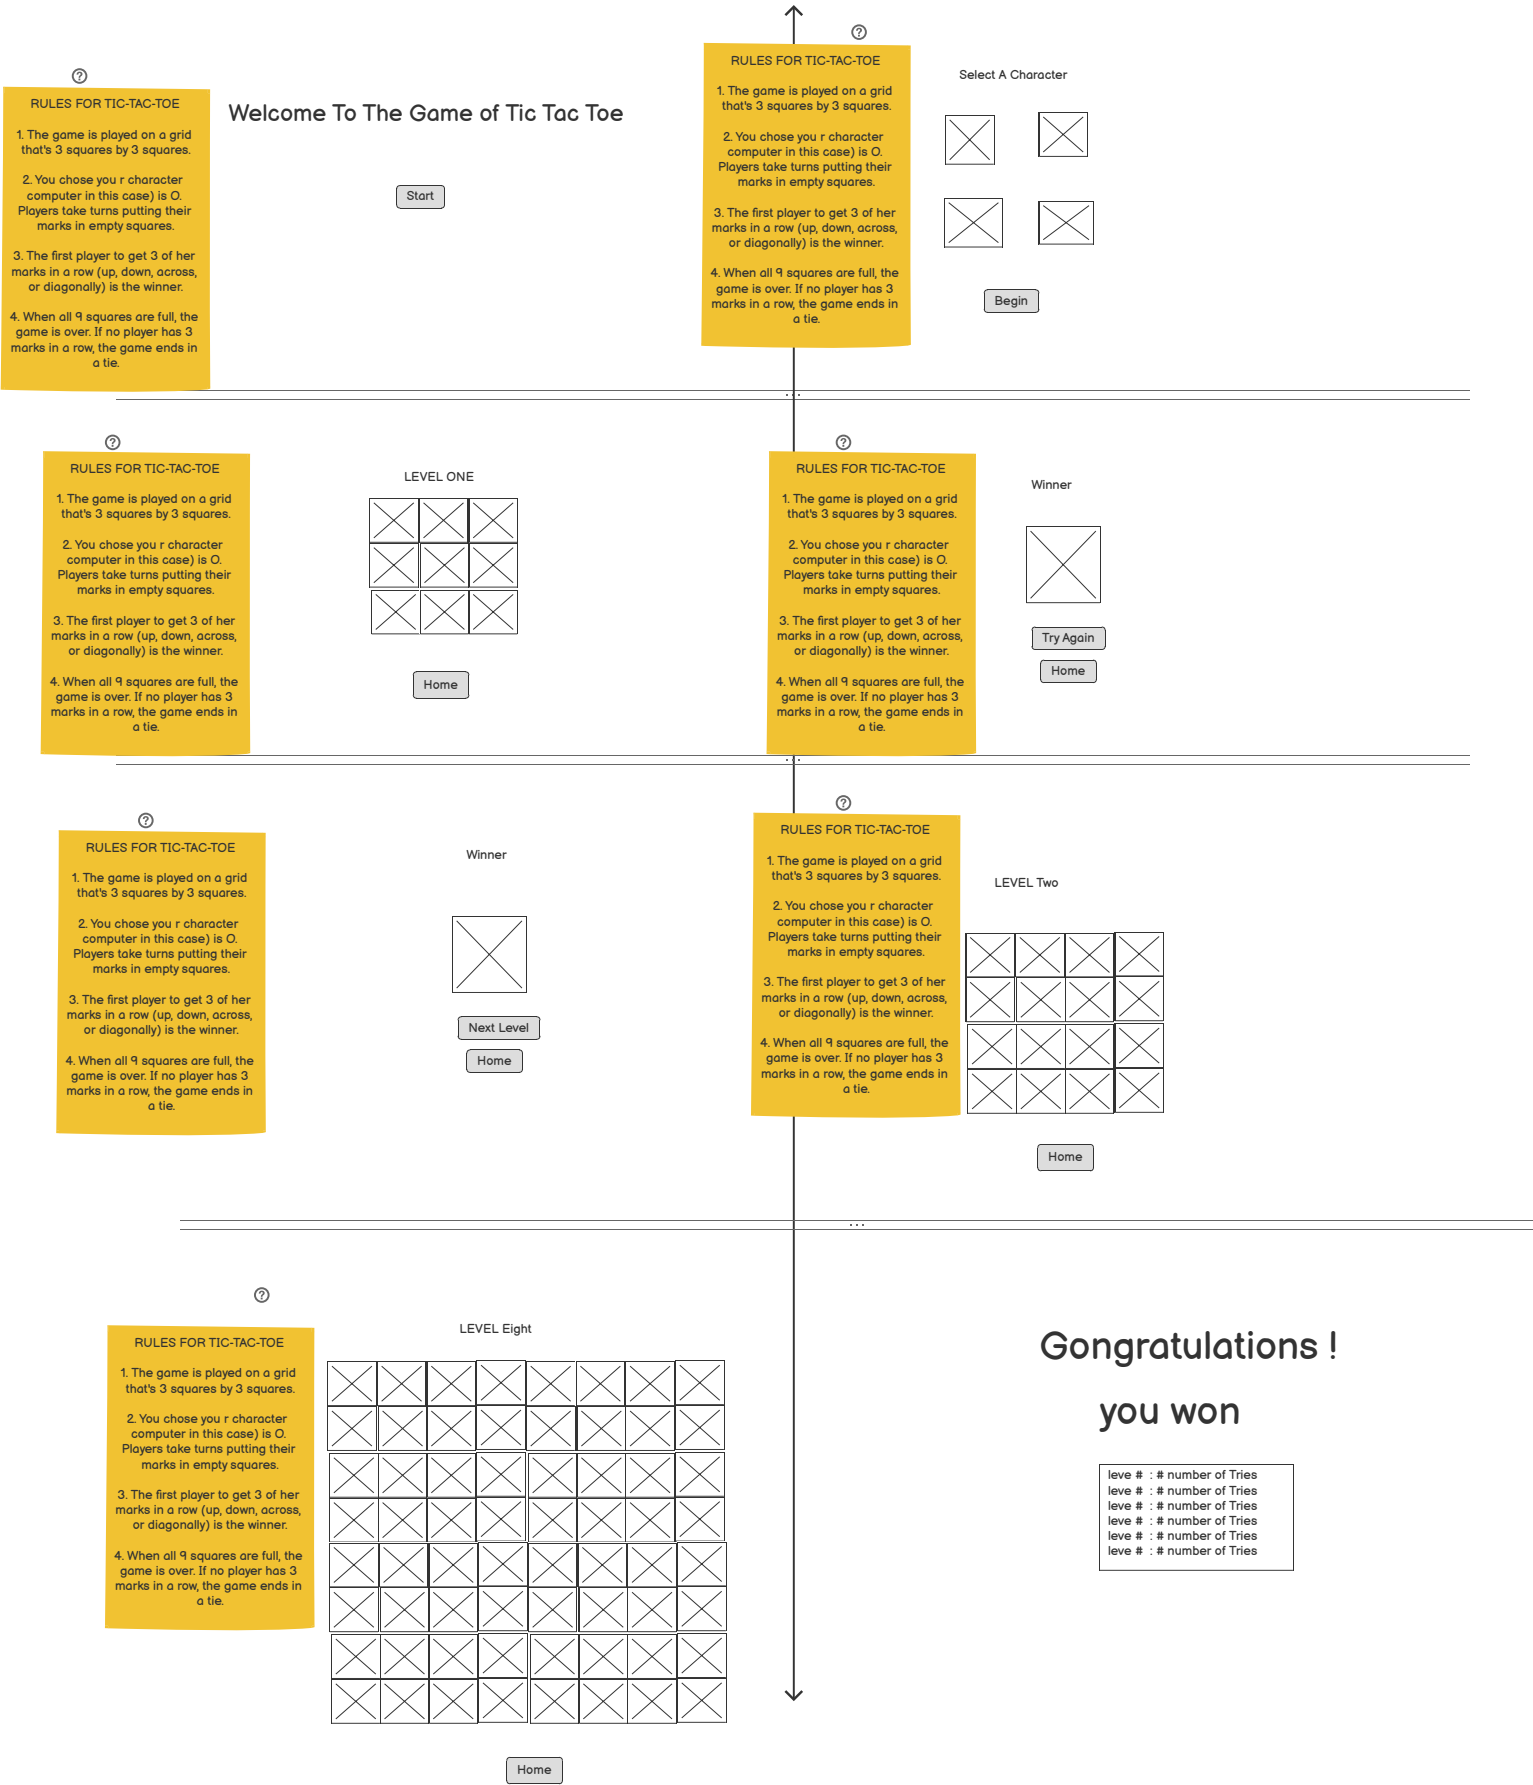 ?
RULES FOR TIC-TAC-TOE
1. The game is played on a grid
that's 3 squares by 3 squares.
2. You chose you r character
computer in this case) is O.
Players take turns putting their
marks in empty squares.
3. The first player to get 3 of her
marks in a row (up, down, across,
or diagonally) is the winner.
4. When all 9 squares are full, the
game is over. If no player has 3
marks in a row, the game ends in
a tie.
Welcome To The Game of Tic Tac Toe
Start
?
RULES FOR TIC-TAC-TOE
1. The game is played on a grid
that's 3 squares by 3 squares.
2. You chose you r character
computer in this case) is O.
Players take turns putting their
marks in empty squares.
3. The first player to get 3 of her
marks in a row (up, down, across,
or diagonally) is the winner.
4. When all 9 squares are full, the
game is over. If no player has 3
marks in a row, the game ends in
a tie.
Select A Character
Begin
?
RULES FOR TIC-TAC-TOE
1. The game is played on a grid
that's 3 squares by 3 squares.
2. You chose you r character
computer in this case) is O.
Players take turns putting their
marks in empty squares.
3. The first player to get 3 of her
marks in a row (up, down, across,
or diagonally) is the winner.
4. When all 9 squares are full, the
game is over. If no player has 3
marks in a row, the game ends in
a tie.
LEVEL ONE
Home
?
RULES FOR TIC-TAC-TOE
1. The game is played on a grid
that's 3 squares by 3 squares.
2. You chose you r character
computer in this case) is O.
Players take turns putting their
marks in empty squares.
3. The first player to get 3 of her
marks in a row (up, down, across,
or diagonally) is the winner.
4. When all 9 squares are full, the
game is over. If no player has 3
marks in a row, the game ends in
a tie.
Winner
Try Again
Home
?
RULES FOR TIC-TAC-TOE
1. The game is played on a grid
that's 3 squares by 3 squares.
2. You chose you r character
computer in this case) is O.
Players take turns putting their
marks in empty squares.
3. The first player to get 3 of her
marks in a row (up, down, across,
or diagonally) is the winner.
4. When all 9 squares are full, the
game is over. If no player has 3
marks in a row, the game ends in
a tie.
Winner
Next Level
Home
?
RULES FOR TIC-TAC-TOE
1. The game is played on a grid
that's 3 squares by 3 squares.
2. You chose you r character
computer in this case) is O.
Players take turns putting their
marks in empty squares.
3. The first player to get 3 of her
marks in a row (up, down, across,
or diagonally) is the winner.
4. When all 9 squares are full, the
game is over. If no player has 3
marks in a row, the game ends in
a tie.
LEVEL Two
Home
?
RULES FOR TIC-TAC-TOE
1. The game is played on a grid
that's 3 squares by 3 squares.
2. You chose you r character
computer in this case) is O.
Players take turns putting their
marks in empty squares.
3. The first player to get 3 of her
marks in a row (up, down, across,
or diagonally) is the winner.
4. When all 9 squares are full, the
game is over. If no player has 3
marks in a row, the game ends in
a tie.
LEVEL Eight
Home
Gongratulations !
you won
leve # : # number of Tries
leve # : # number of Tries
leve # : # number of Tries
leve # : # number of Tries
leve # : # number of Tries
leve # : # number of Tries